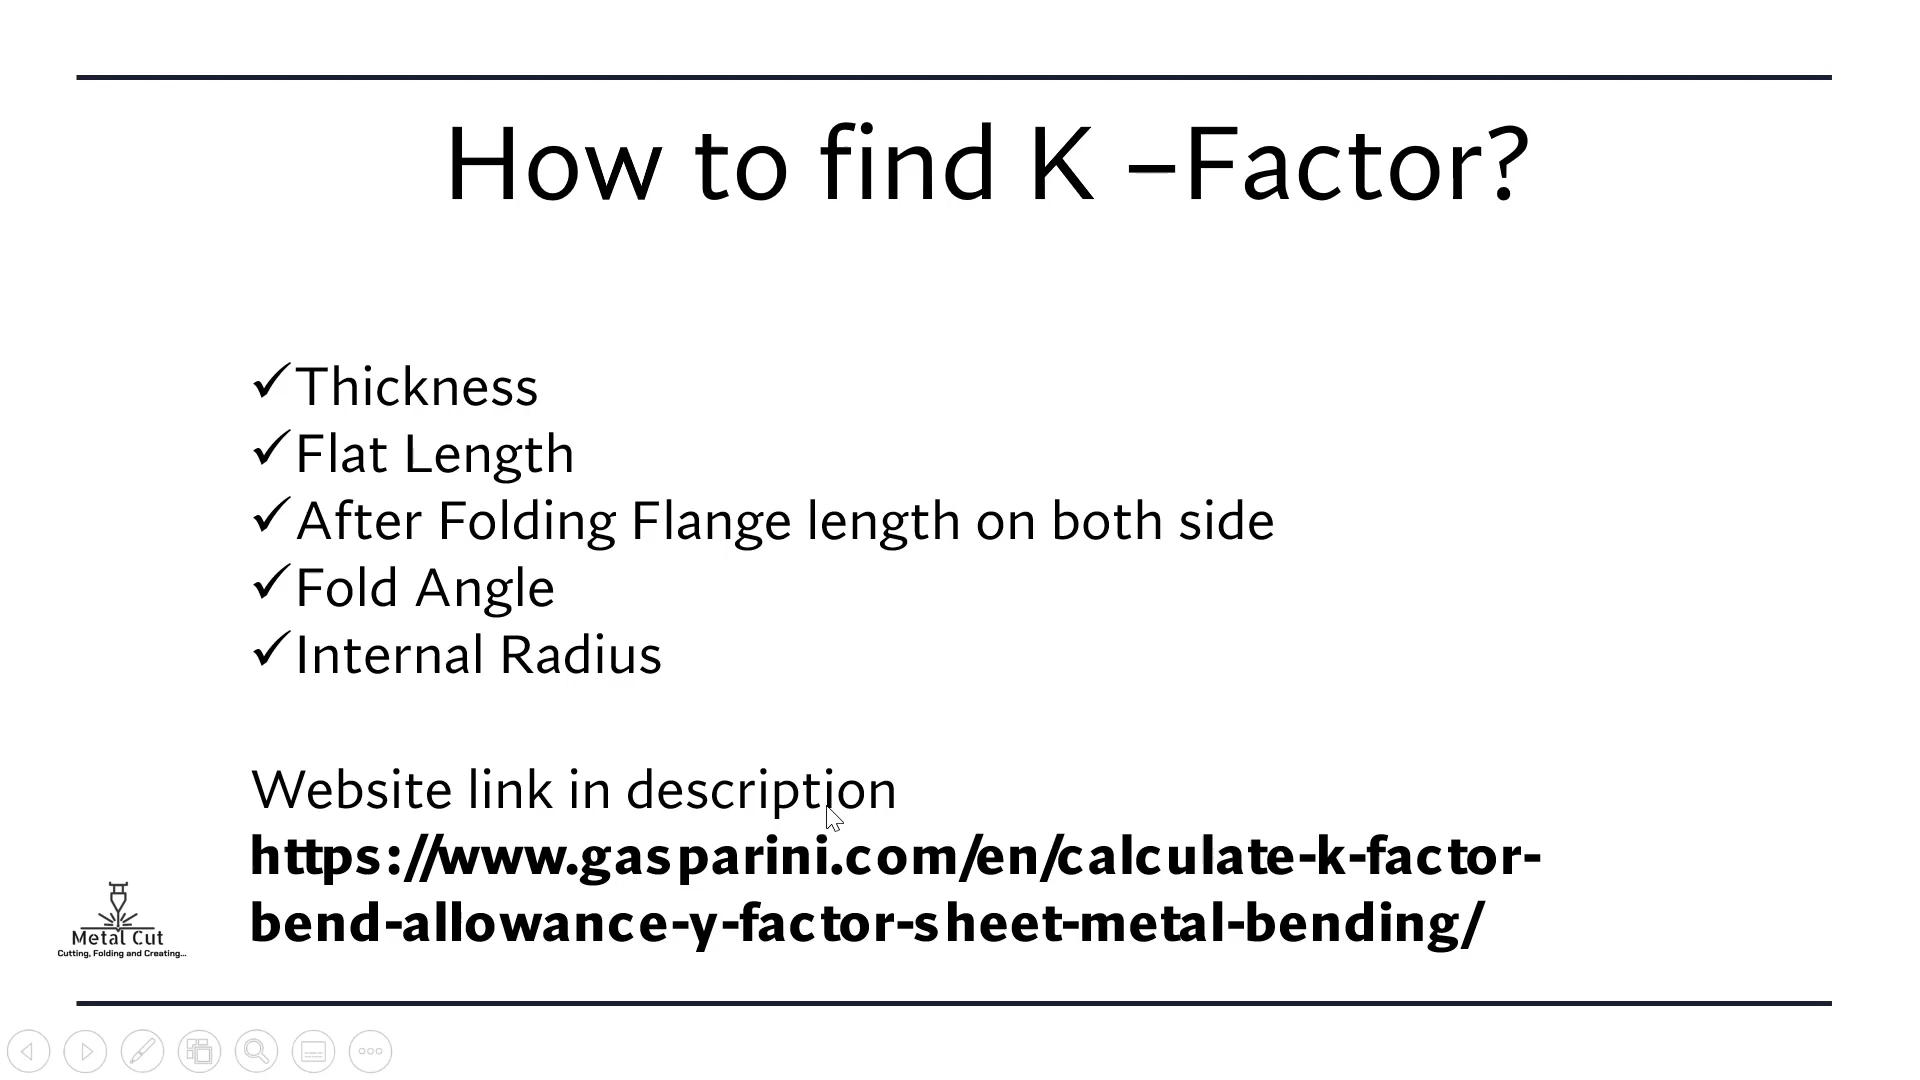 How to find K –Factor?
✓Thickness
✓Flat Length
✓After Folding Flange length on both side
✓Fold Angle
✓Internal Radius
Website link in description
https://www.gasparini.com/en/calculate-k-factor-
bend-allowance-y-factor-sheet-metal-bending/
Metal Cut
Cutting, Folding and Creating...